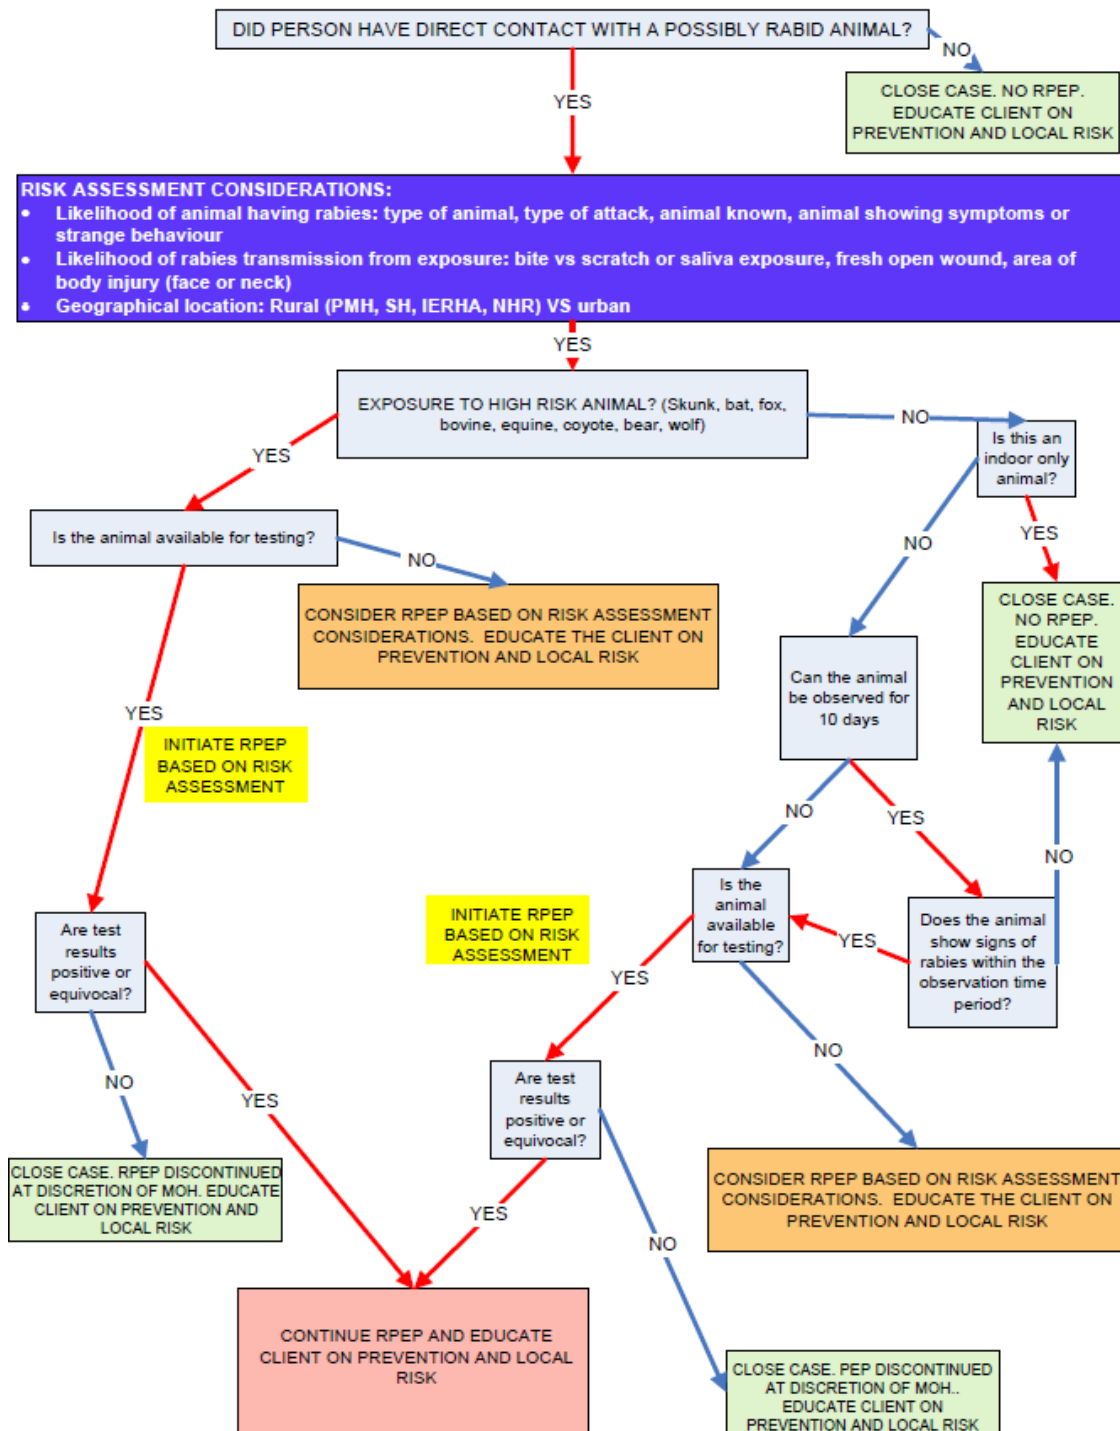 DID PERSON HAVE DIRECT CONTACT WITH A POSSIBLY RABID ANIMAL?
NO
CLOSE CASE. NO RPEP.
EDUCATE CLIENT ON
PREVENTION AND LOCAL RISK
YES
RISK ASSESSMENT CONSIDERATIONS:
• Likelihood of animal having rabies: type of animal, type of attack, animal known, animal showing symptoms or
strange behaviour
• Likelihood of rabies transmission from exposure: bite vs scratch or saliva exposure, fresh open wound, area of
body injury (face or neck)
• Geographical location: Rural (PMH, SH, IERHA, NHR) VS urban
YES
EXPOSURE TO HIGH RISK ANIMAL? (Skunk, bat, fox,
bovine, equine, coyote, bear, wolf)
NO
Is this an
indoor only
animal?
YES
Is the animal available for testing?
NO
YES
NO
CONSIDER RPEP BASED ON RISK ASSESSMENT
CONSIDERATIONS. EDUCATE THE CLIENT ON
PREVENTION AND LOCAL RISK
CLOSE CASE.
NO RPEP.
EDUCATE
CLIENT ON
PREVENTION
AND LOCAL
RISK
Can the animal
be observed for
10 days
YES
INITIATE RPEP
BASED ON RISK
ASSESSMENT
NO
YES
NO
Is the
animal
available
for testing?
INITIATE RPEP
BASED ON RISK
ASSESSMENT
YES
Does the animal
show signs of
rabies within the
observation time
period?
Are test
results
positive or
equivocal?
YES
NO
Are test
results
positive or
equivocal?
NO
YES
CLOSE CASE. RPEP DISCONTINUED
AT DISCRETION OF MOH. EDUCATE
CLIENT ON PREVENTION AND
LOCAL RISK
CONSIDER RPEP BASED ON RISK ASSESSMENT
CONSIDERATIONS. EDUCATE THE CLIENT ON
PREVENTION AND LOCAL RISK
YES
NO
CONTINUE RPEP AND EDUCATE
CLIENT ON PREVENTION AND LOCAL
RISK
CLOSE CASE. PEP DISCONTINUED
AT DISCRETION OF MOH..
EDUCATE CLIENT ON
PREVENTION AND LOCAL RISK